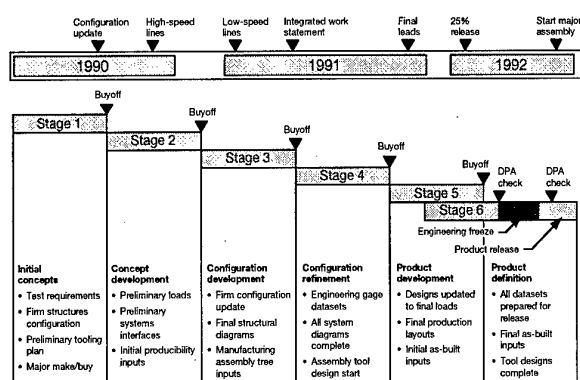 Configuration update
High-speed lines
Low-speed lines
Integrated work statement
Final leads
25% release
Start major assembly
1990
1991
1992
Buyoff
Stage 1
Buyoff
Stage 2
Buyoff
Stage 3
Buyoff
Stage 4
Buyoff
Stage 5
DPA check
DPA check
Stage 6
Engineering freeze
Product release
Initial concepts
• Test requirements
• Firm structures configuration
• Preliminary tooling plan
• Major make/buy
Concept development
• Preliminary loads
• Preliminary systems interfaces
• Initial producibility inputs
Configuration development
• Firm configuration update
• Final structural diagrams
• Manufacturing assembly tree inputs
Configuration refinement
• Engineering gage datasets
• All system diagrams complete
• Assembly tool design start
Product development
• Designs updated to final loads
• Final production layouts
• Initial as-built inputs
Product definition
• All datasets prepared for release
• Final as-built inputs
• Tool designs complete